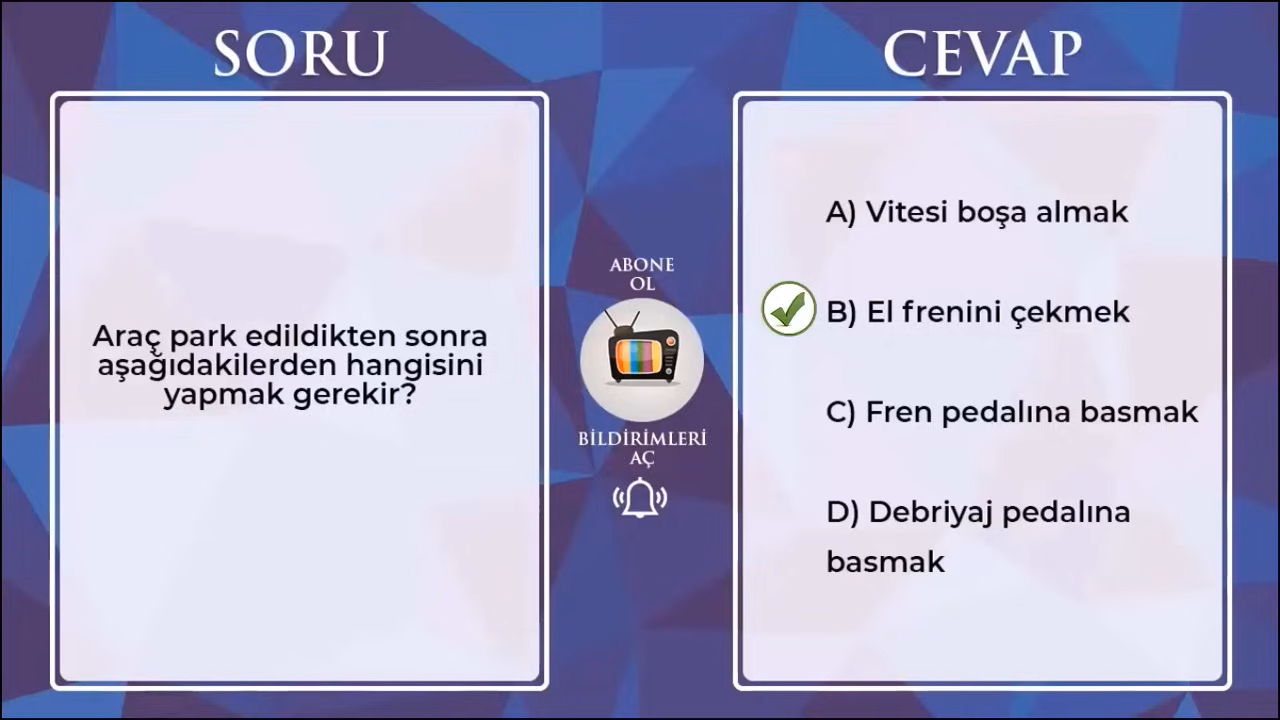 SORU
Araç park edildikten sonra
aşağıdakilerden hangisini
yapmak gerekir?
ABONE
OL
BİLDİRİMLERİ
AÇ
CEVAP
A) Vitesi boşa almak
B) El frenini çekmek
C) Fren pedalına basmak
D) Debriyaj pedalına
basmak